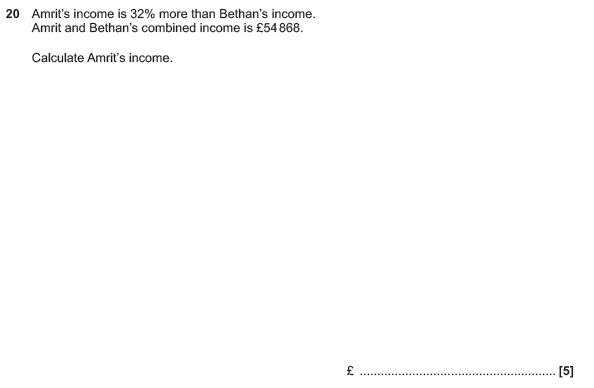 20 Amrit's income is 32% more than Bethan's income.
Amrit and Bethan's combined income is £54 868.
Calculate Amrit's income.
£ ........................................................ [5]